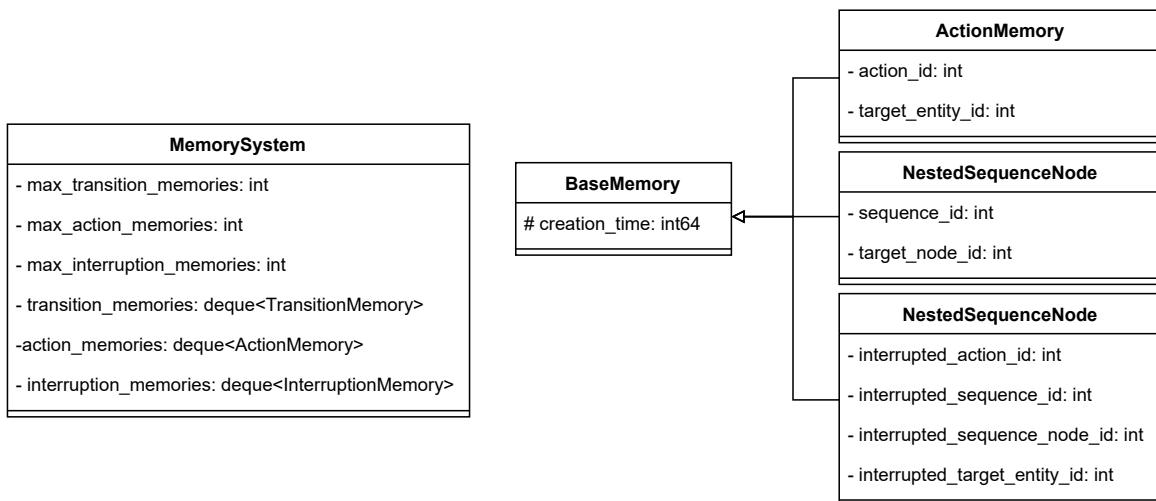 MemorySystem
- max_transition_memories: int
- max_action_memories: int
- max_interruption_memories: int
- transition_memories: deque<TransitionMemory>
-action_memories: deque<ActionMemory>
- interruption_memories: deque<InterruptionMemory>
BaseMemory
# creation_time: int64
ActionMemory
- action_id: int
- target_entity_id: int
NestedSequenceNode
- sequence_id: int
- target_node_id: int
NestedSequenceNode
- interrupted_action_id: int
- interrupted_sequence_id: int
- interrupted_sequence_node_id: int
- interrupted_target_entity_id: int